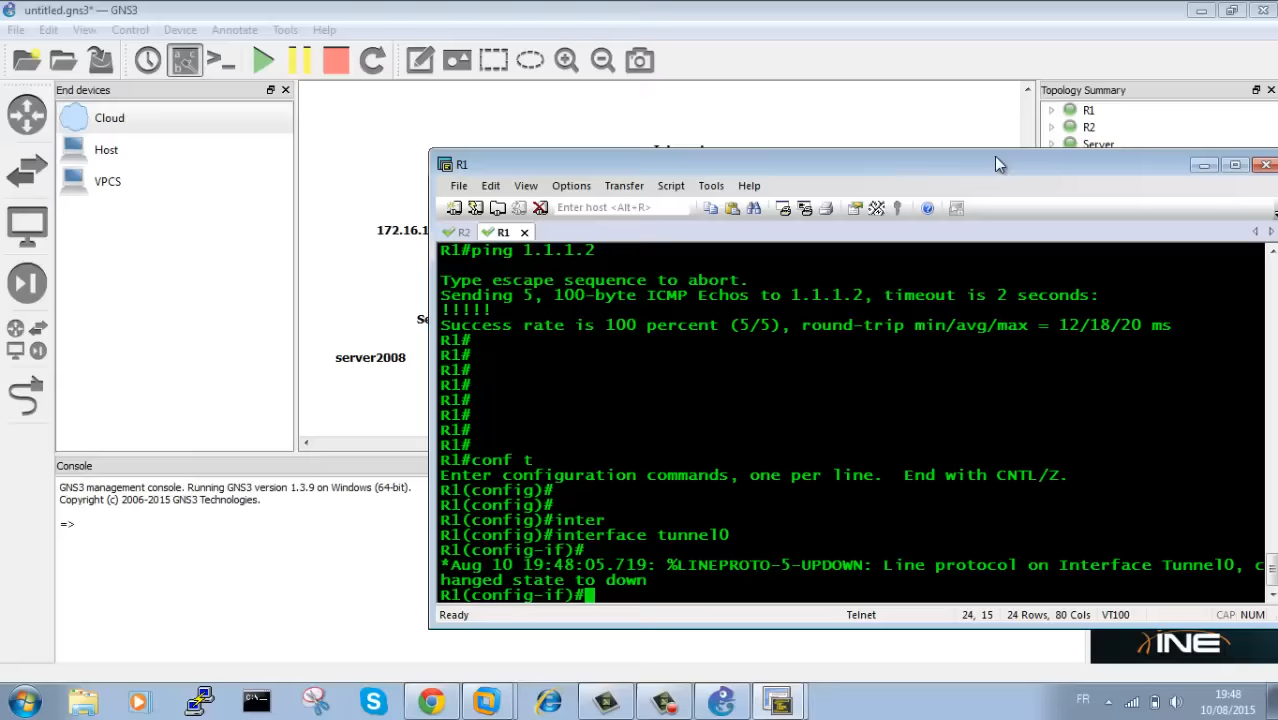 untitled.gns3* — GNS3
File Edit View Control Device Annotate Tools Help
End devices
Cloud
Host
VPCS
Topology Summary
R1
R2
Server
172.16.1
server2008
R1
File Edit View Options Transfer Script Tools Help
Enter host <Alt+R>
R2 R1
R1#ping 1.1.1.2
Type escape sequence to abort.
Sending 5, 100-byte ICMP Echos to 1.1.1.2, timeout is 2 seconds:
!!!!!
Success rate is 100 percent (5/5), round-trip min/avg/max = 12/18/20 ms
R1#
R1#
R1#
R1#
R1#
R1#
R1#
R1#
R1#conf t
Enter configuration commands, one per line.  End with CNTL/Z.
R1(config)#
R1(config)#
R1(config)#inter
R1(config)#interface tunnel0
R1(config-if)#
*Aug 10 19:48:05.719: %LINEPROTO-5-UPDOWN: Line protocol on Interface Tunnel0, c
hanged state to down
R1(config-if)#
Ready Telnet 24, 15 24 Rows, 80 Cols VT100 CAP NUM
Console
GNS3 management console. Running GNS3 version 1.3.9 on Windows (64-bit).
Copyright (c) 2006-2015 GNS3 Technologies.
=>
INE
FR
19:48
10/08/2015